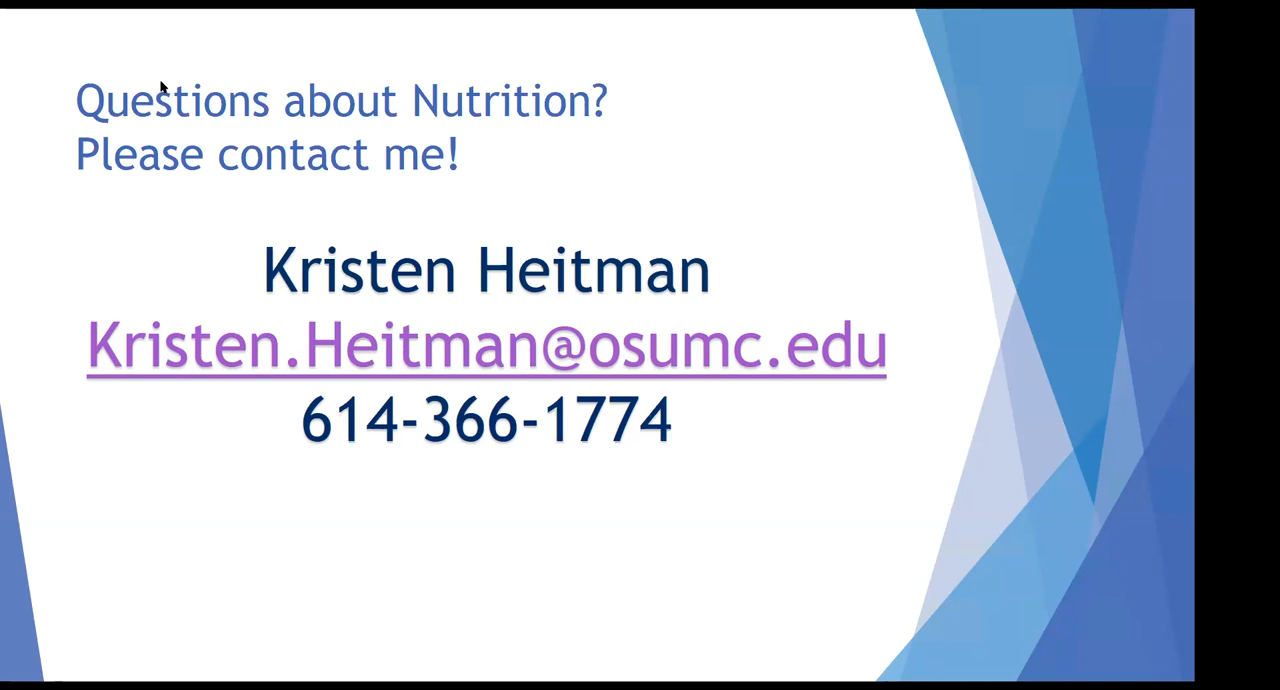 Questions about Nutrition?
Please contact me!
Kristen Heitman
Kristen.Heitman@osumc.edu
614-366-1774